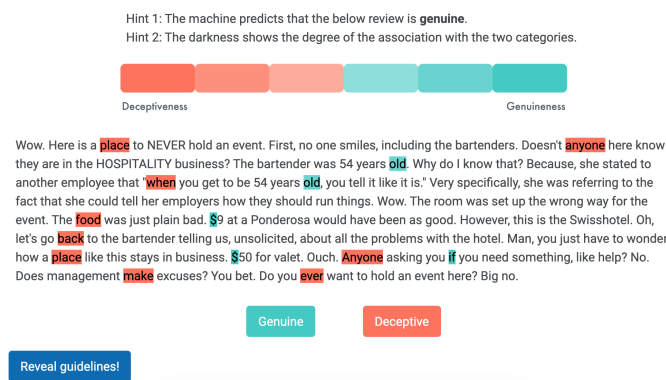 Hint 1: The machine predicts that the below review is genuine.
Hint 2: The darkness shows the degree of the association with the two categories.
Deceptiveness Genuineness
Wow. Here is a place to NEVER hold an event. First, no one smiles, including the bartenders. Doesn't anyone here know
they are in the HOSPITALITY business? The bartender was 54 years old. Why do I know that? Because, she stated to
another employee that "when you get to be 54 years old, you tell it like it is." Very specifically, she was referring to the
fact that she could tell her employers how they should run things. Wow. The room was set up the wrong way for the
event. The food was just plain bad. $9 at a Ponderosa would have been as good. However, this is the Swisshotel. Oh,
let's go back to the bartender telling us, unsolicited, about all the problems with the hotel. Man, you just have to wonder
how a place like this stays in business. $50 for valet. Ouch. Anyone asking you if you need something, like help? No.
Does management make excuses? You bet. Do you ever want to hold an event here? Big no.
Genuine Deceptive
Reveal guidelines!